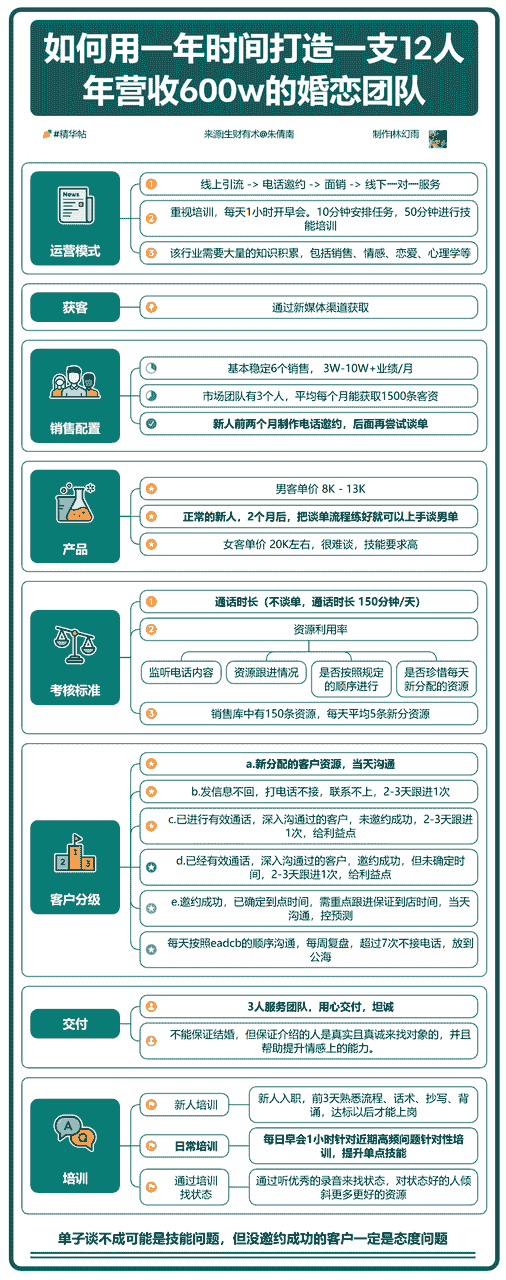 如何用一年时间打造一支12人
年营收600w的婚恋团队
#精华帖
来源|生财有术@朱倩南
制作|林幻雨
News
运营模式
1
线上引流 -> 电话邀约 -> 面销 -> 线下一对一服务
2
重视培训，每天1小时开早会。10分钟安排任务，50分钟进行技
能培训
3
该行业需要大量的知识积累，包括销售、情感、恋爱、心理学等
获客
通过新媒体渠道获取
销售配置
基本稳定6个销售， 3W-10W+业绩/月
市场团队有3个人，平均每个月能获取1500条客资
新人前两个月制作电话邀约，后面再尝试谈单
产品
男客单价 8K - 13K
正常的新人，2个月后，把谈单流程练好就可以上手谈男单
女客单价 20K左右，很难谈，技能要求高
考核标准
1
通话时长（不谈单，通话时长 150分钟/天）
2
资源利用率
监听电话内容
资源跟进情况
是否按照规定
的顺序进行
是否珍惜每天
新分配的资源
3
销售库中有150条资源，每天平均5条新分资源
客户分级
1
2
3
a.新分配的客户资源，当天沟通
b.发信息不回，打电话不接，联系不上，2-3天跟进1次
c.已进行有效通话，深入沟通过的客户，未邀约成功，2-3天跟进
1次，给利益点
d.已经有效通话，深入沟通过的客户，邀约成功，但未确定时
间，2-3天跟进1次，给利益点
e.邀约成功，已确定到点时间，需重点跟进保证到店时间，当天
沟通，控预测
每天按照eadcb的顺序沟通，每周复盘，超过7次不接电话，放到
公海
交付
3人服务团队，用心交付，坦诚
不能保证结婚，但保证介绍的人是真实且真诚来找对象的，并且
帮助提升情感上的能力。
A
Q
培训
新人培训
新人入职，前3天熟悉流程、话术、抄写、背
诵，达标以后才能上岗
日常培训
每日早会1小时针对近期高频问题针对性培
训，提升单点技能
通过培训
找状态
通过听优秀的录音来找状态，对状态好的人倾
斜更多更好的资源
单子谈不成可能是技能问题，但没邀约成功的客户一定是态度问题